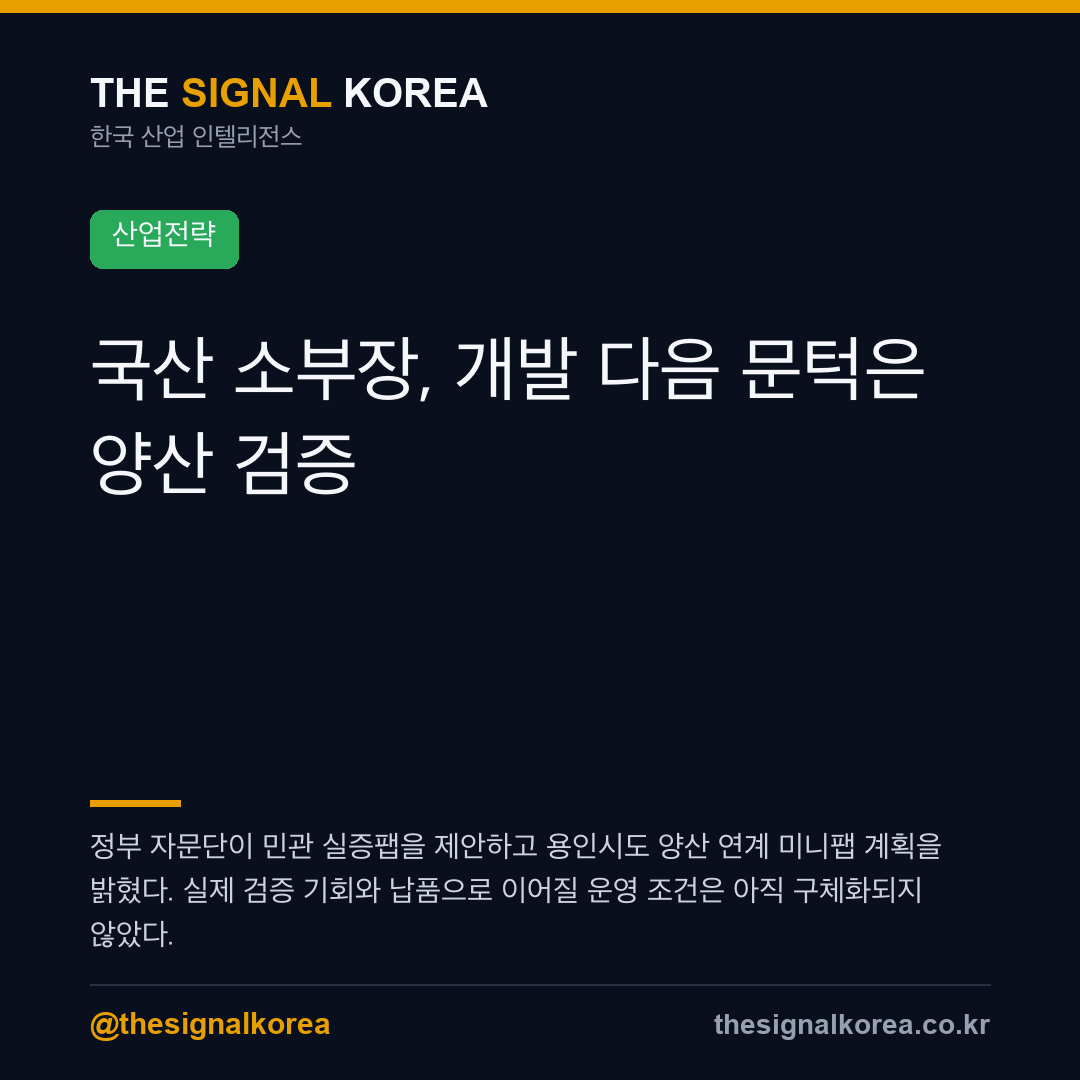 THE SIGNAL KOREA
한국 산업 인텔리전스
산업전략
국산 소부장, 개발 다음 문턱은
양산 검증
정부 자문단이 민관 실증팹을 제안하고 용인시도 양산 연계 미니팹 계획을
밝혔다. 실제 검증 기회와 납품으로 이어질 운영 조건은 아직 구체화되지
않았다.
@thesignalkorea
thesignalkorea.co.kr